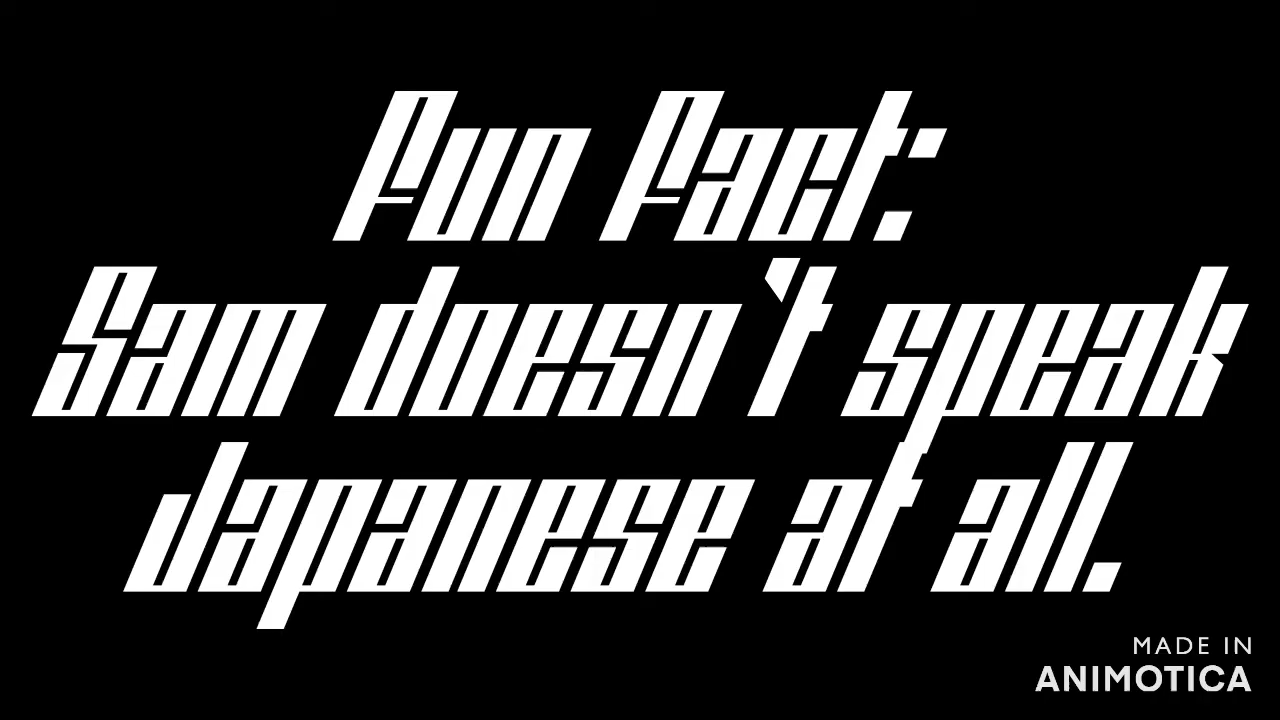 Fun Fact:
Sam doesn't speak
Japanese at all.
MADE IN
ANIMOTICA